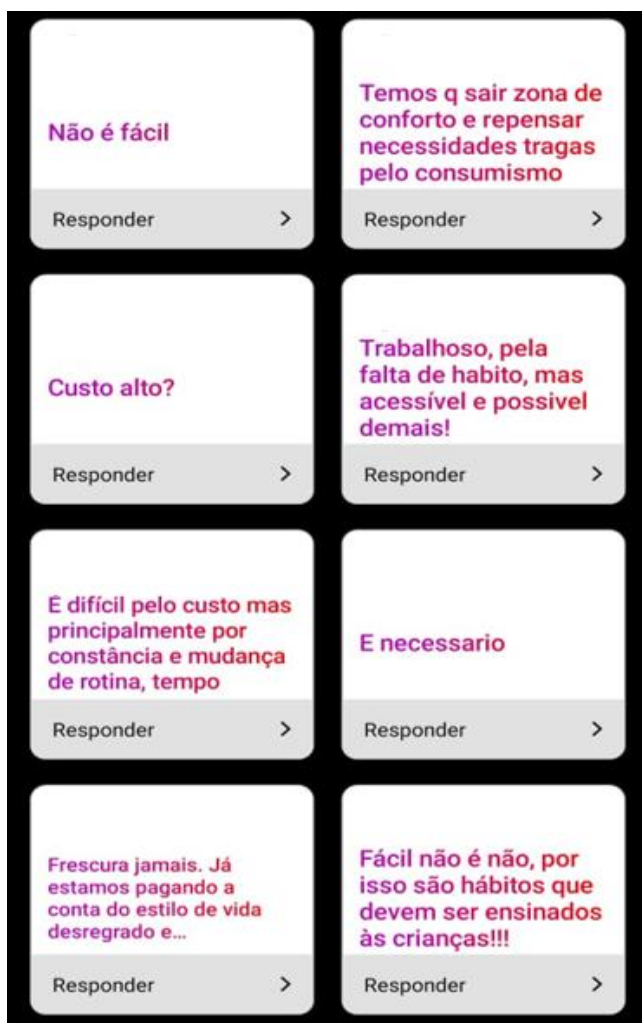 Não é fácil
Responder
Temos q sair zona de
conforto e repensar
necessidades tragas
pelo consumismo
Responder
Custo alto?
Responder
Trabalhoso, pela
falta de habito, mas
acessível e possivel
demais!
Responder
É difícil pelo custo mas
principalmente por
constância e mudança
de rotina, tempo
Responder
E necessario
Responder
Frescura jamais. Já
estamos pagando a
conta do estilo de vida
desregrado e...
Responder
Fácil não é não, por
isso são hábitos que
devem ser ensinados
às crianças!!!
Responder